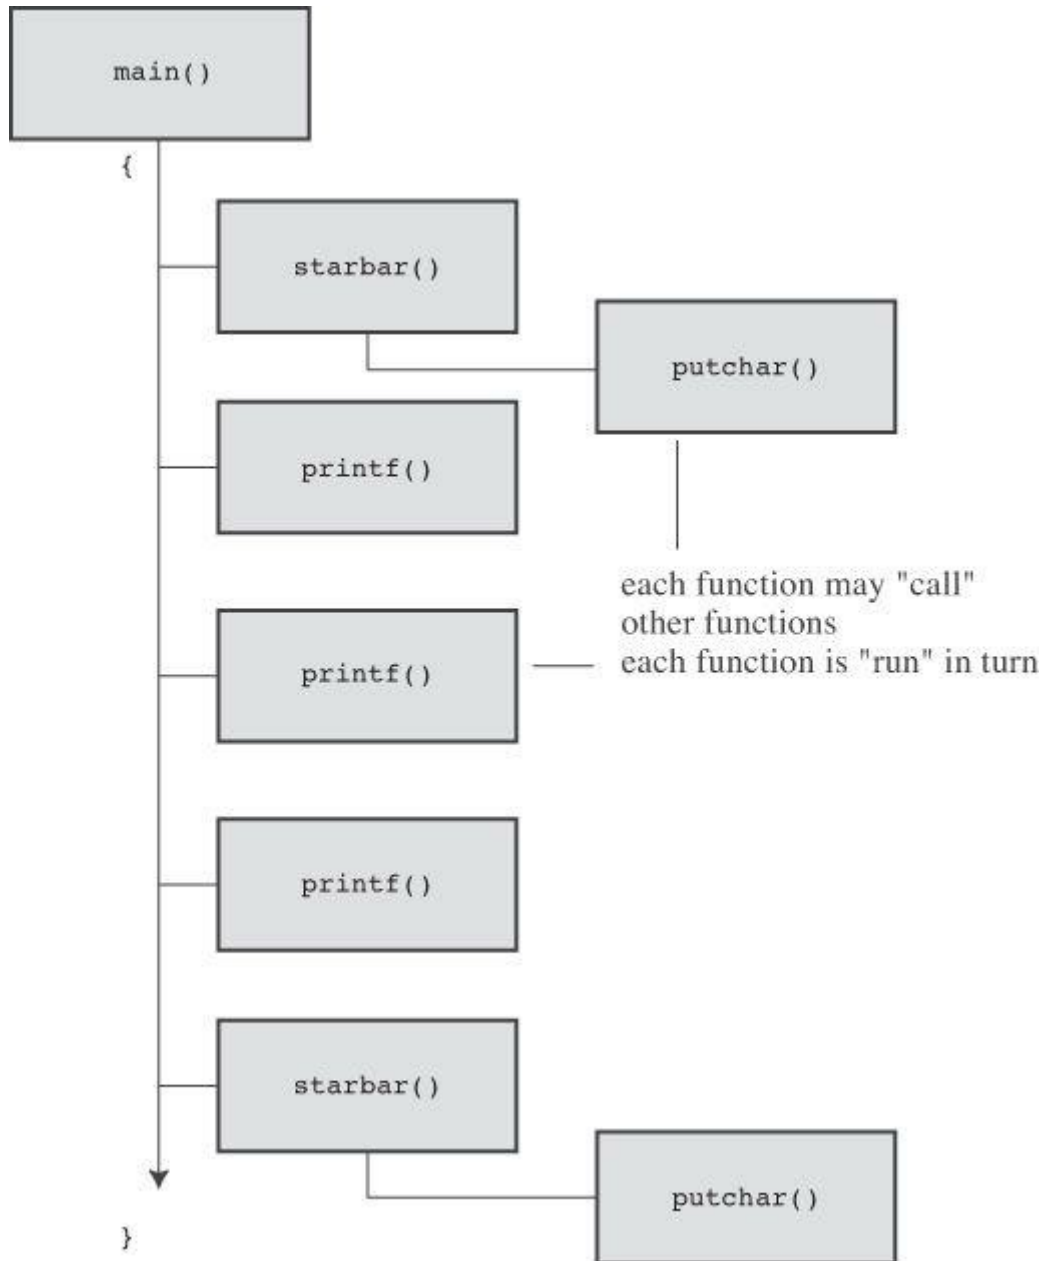 main()
{
starbar()
putchar()
printf()
each function may "call"
other functions
each function is "run" in turn
printf()
printf()
starbar()
putchar()
}